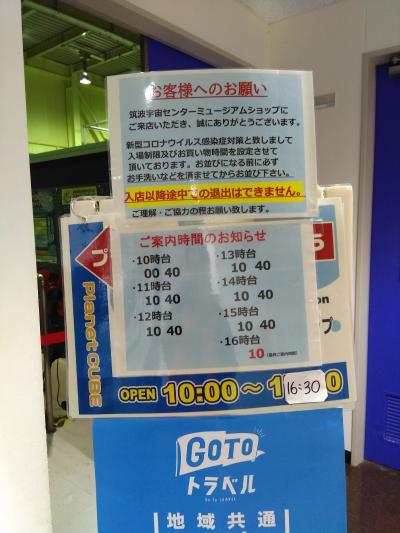 お客様へのお願い
筑波宇宙センターミュージアムショップに
ご来店いただき、誠にありがとうございます。
新型コロナウイルス感染症対策と致しまして
入場制限及びお買い物時間を設定させて
頂いております。お並びになる前に必ず
お手洗いなどを済ませてからお並び下さい。
入店以降途中での退出はできません。
ご理解・ご協力の程お願い致します。
ご案内時間のお知らせ
・10時台
00 40
・11時台
10 40
・12時台
10 40
・13時台
10 40
・14時台
10 40
・15時台
10 40
・16時台
10 (最終ご案内時間)
Planet CUBE
OPEN 10:00～1
16:30
0
GOTO
トラベル
Go To TRAVEL
地域共通